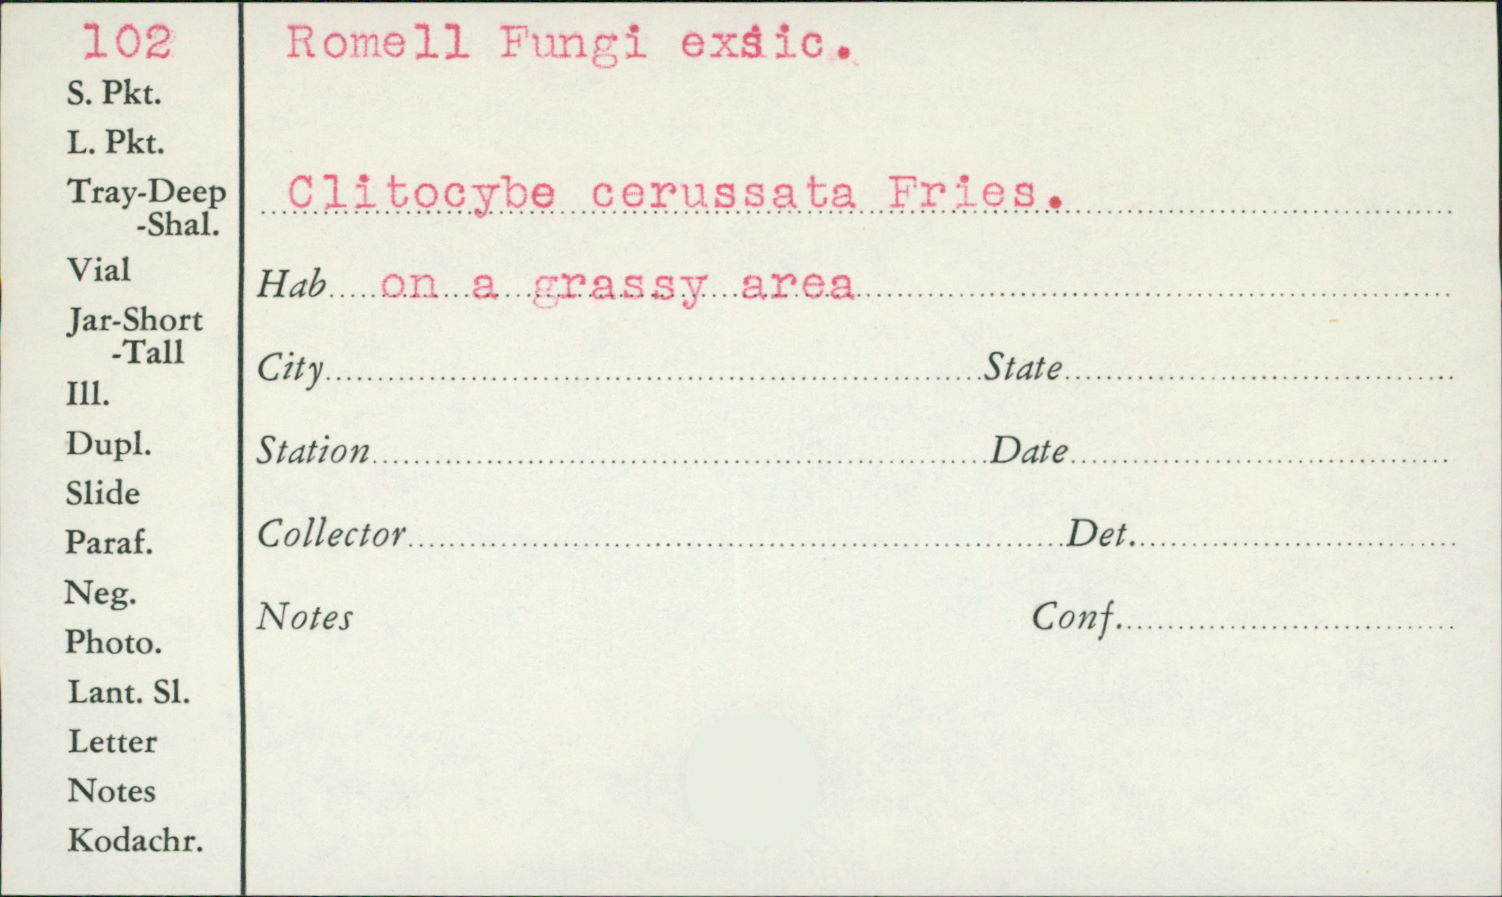 102
Romell Fungi exsic.
S. Pkt.
L. Pkt.
Tray-Deep
-Shal.
Clitocybe cerussata Fries.
Vial
Hab on a grassy area
Jar-Short
-Tall
City State
Ill.
Dupl.
Station Date
Slide
Paraf.
Collector Det.
Neg.
Notes Conf.
Photo.
Lant. Sl.
Letter
Notes
Kodachr.